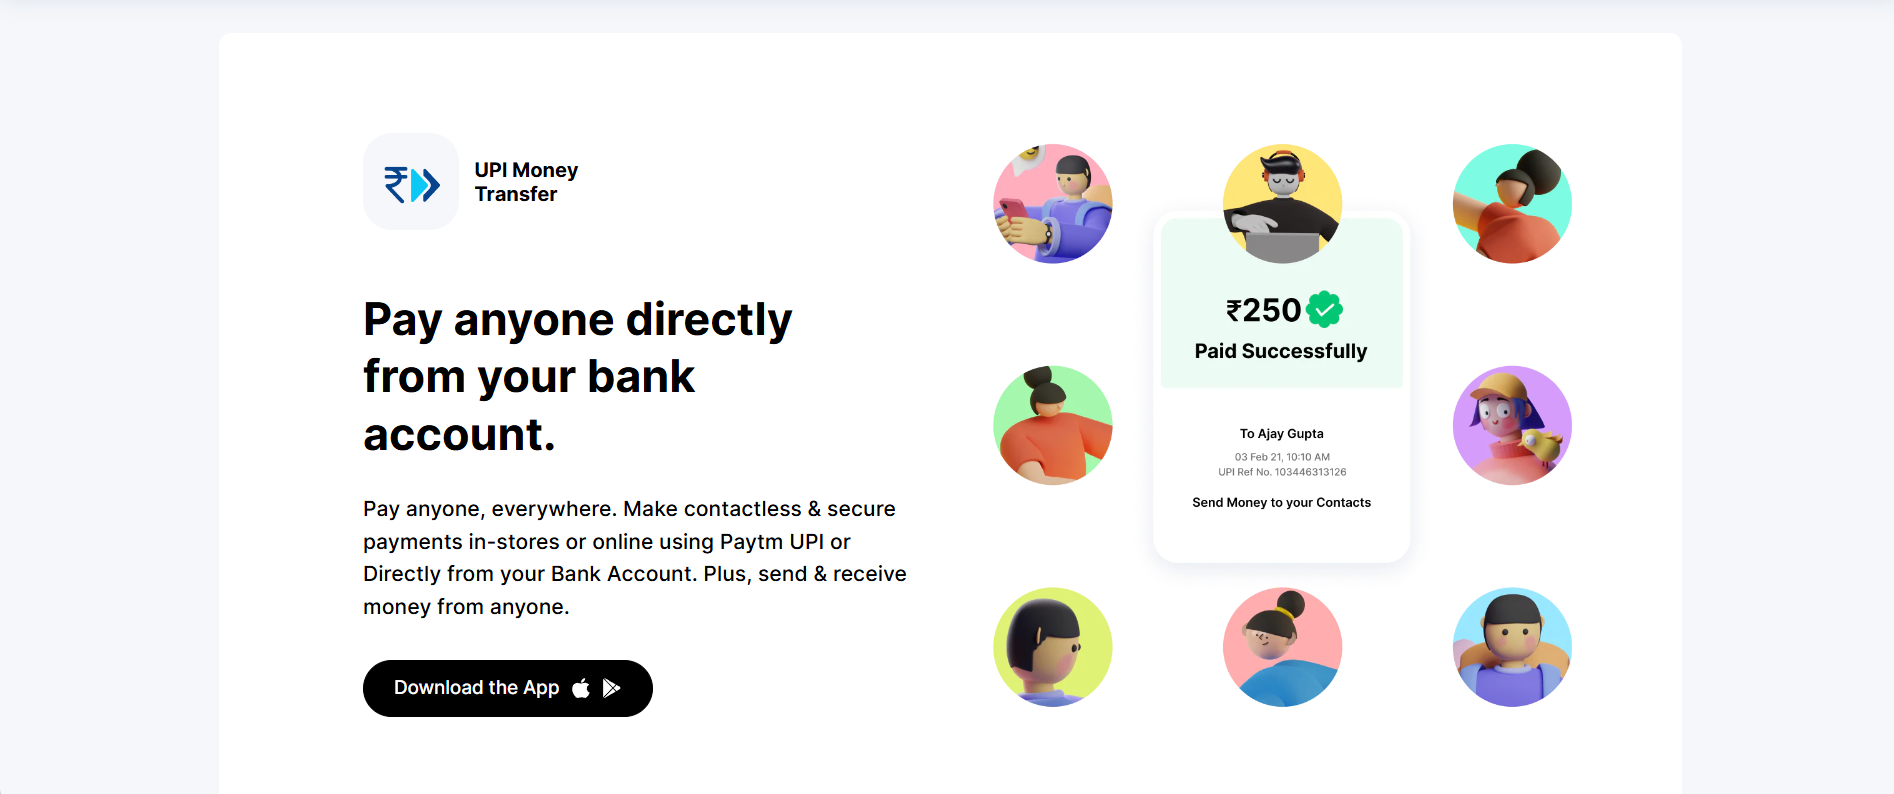 UPI Money
Transfer
Pay anyone directly
from your bank
account.
Pay anyone, everywhere. Make contactless & secure
payments in-stores or online using Paytm UPI or
Directly from your Bank Account. Plus, send & receive
money from anyone.
Download the App
₹250
Paid Successfully
To Ajay Gupta
03 Feb 21, 10:10 AM
UPI Ref No. 103446313126
Send Money to your Contacts